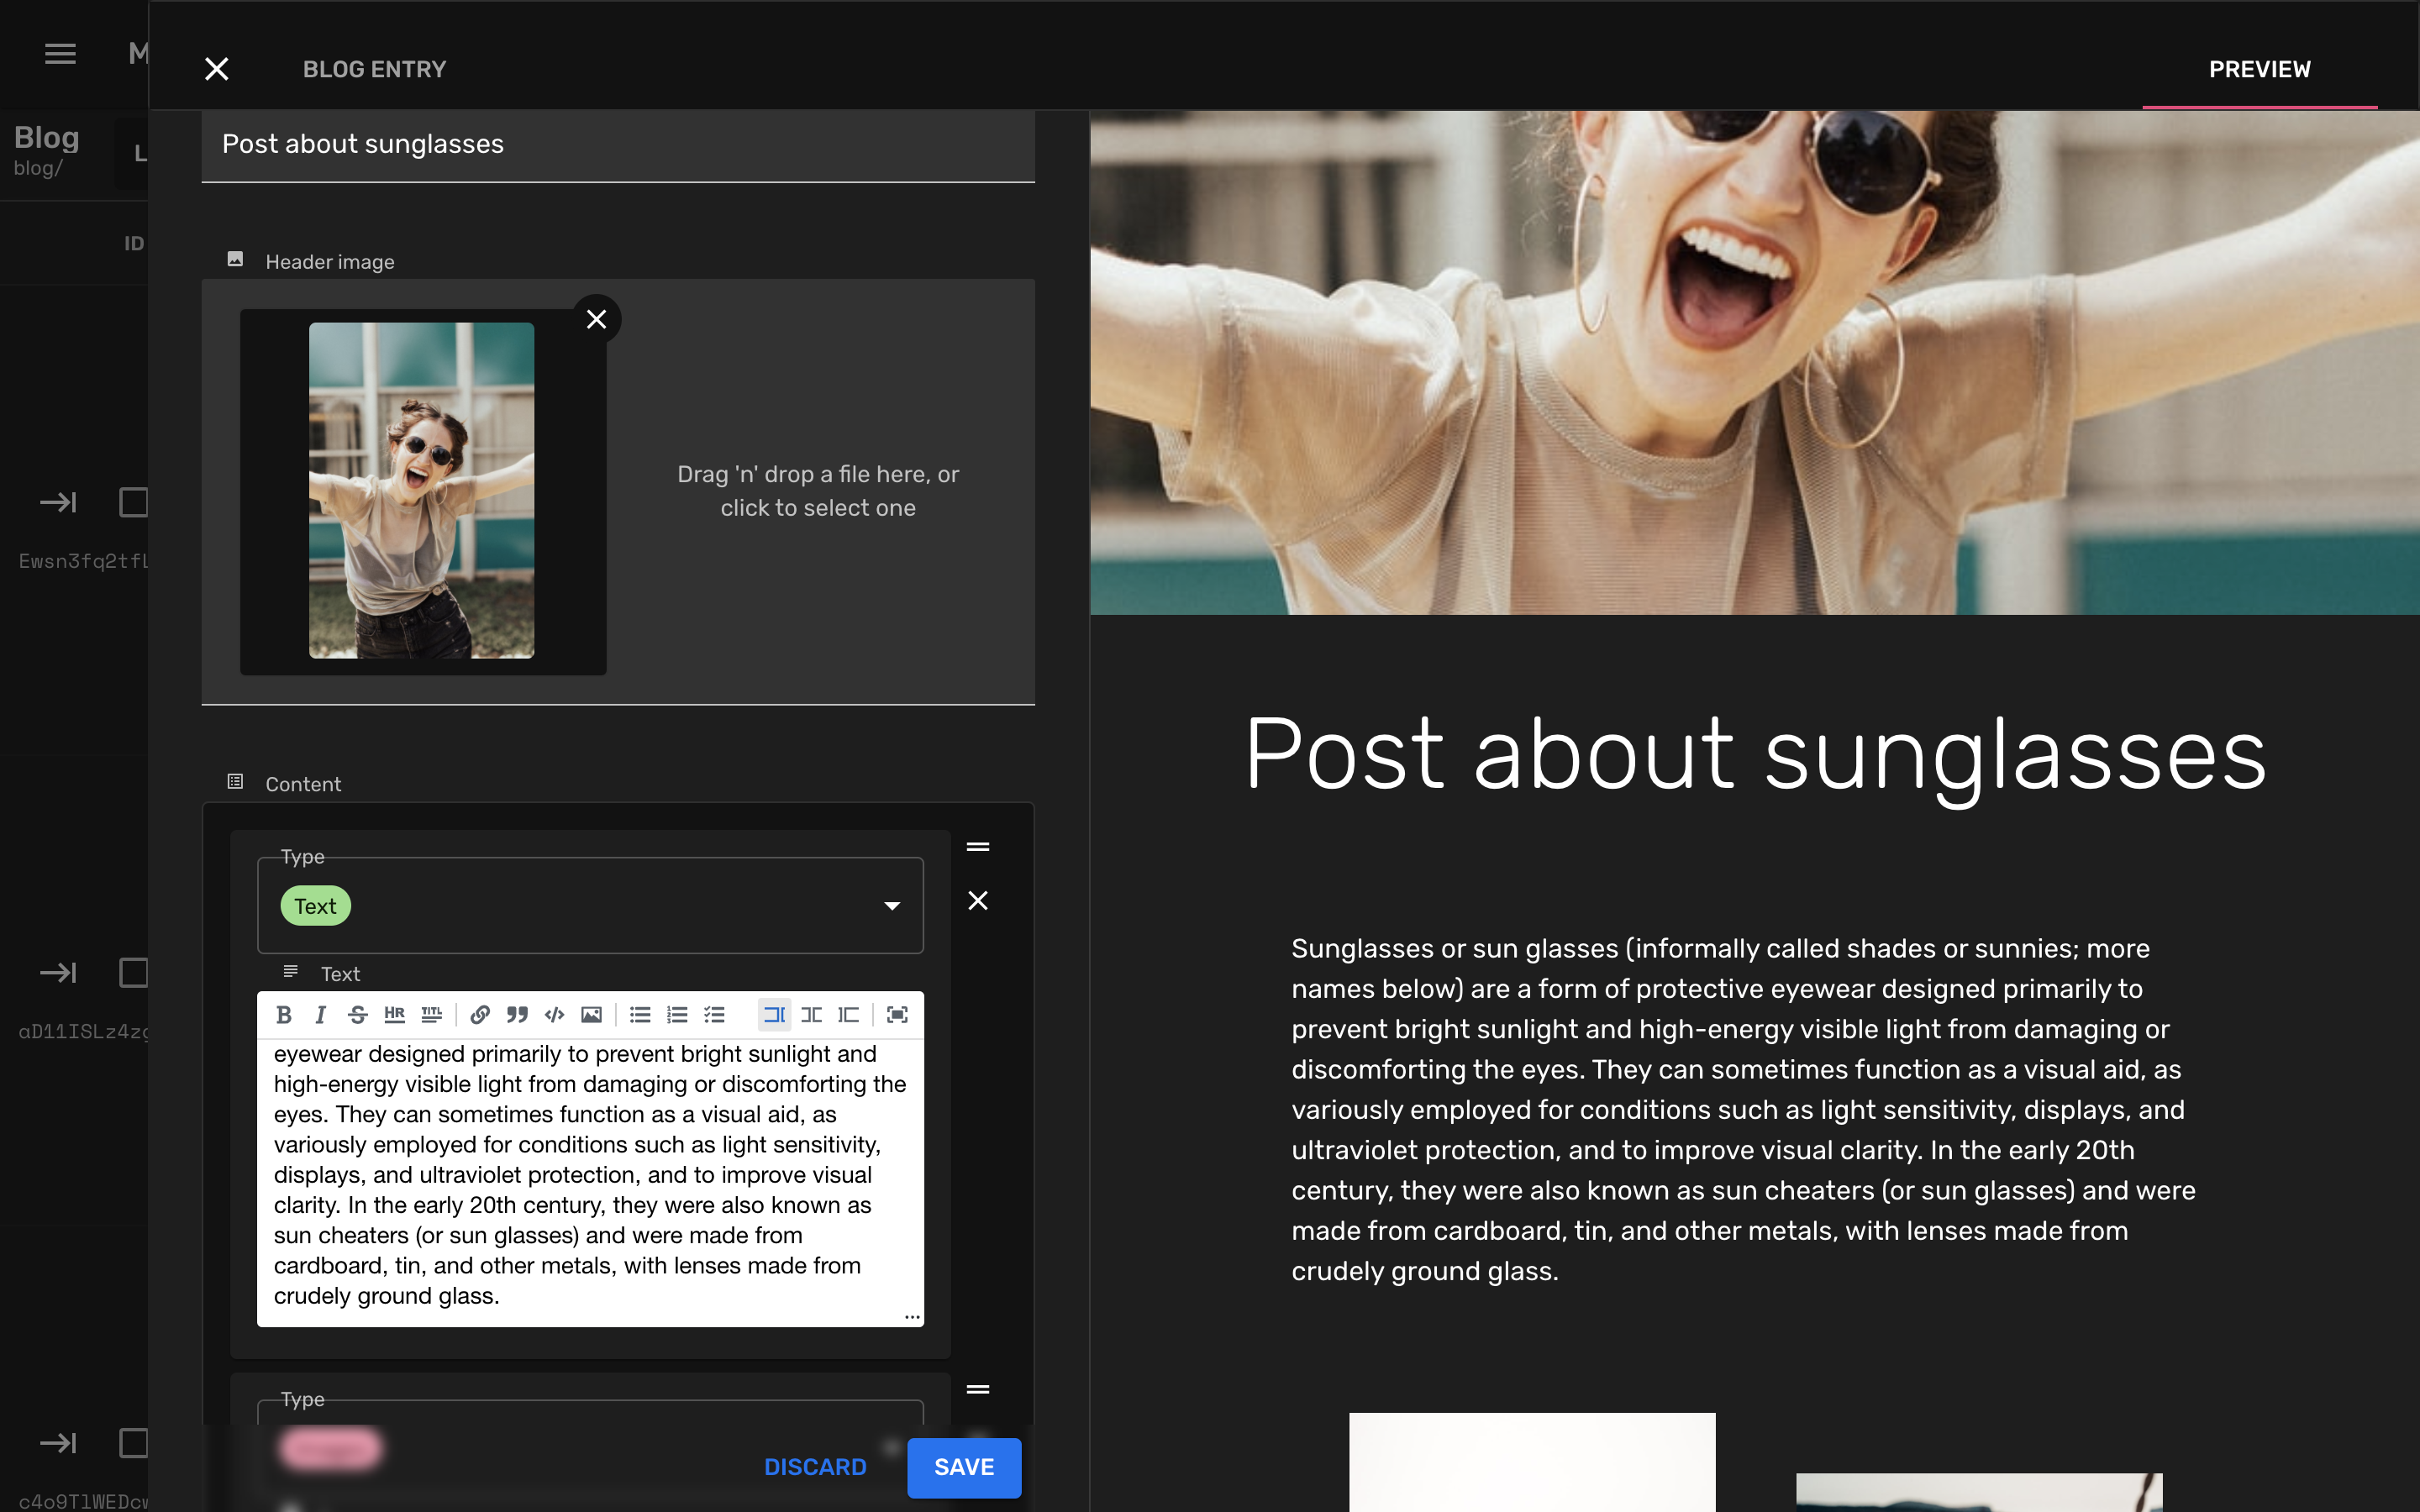 M
BLOG ENTRY
PREVIEW
Blog
blog/
L
ID
Ewsn3fq2tfL
aD11ISLz4zg
c4o9TlWEDcw
Post about sunglasses
Header image
Drag 'n' drop a file here, or
click to select one
Content
Type
Text
Text
B I S HR TITL
eyewear designed primarily to prevent bright sunlight and
high-energy visible light from damaging or discomforting the
eyes. They can sometimes function as a visual aid, as
variously employed for conditions such as light sensitivity,
displays, and ultraviolet protection, and to improve visual
clarity. In the early 20th century, they were also known as
sun cheaters (or sun glasses) and were made from
cardboard, tin, and other metals, with lenses made from
crudely ground glass.
Type
DISCARD
SAVE
Post about sunglasses
Sunglasses or sun glasses (informally called shades or sunnies; more
names below) are a form of protective eyewear designed primarily to
prevent bright sunlight and high-energy visible light from damaging or
discomforting the eyes. They can sometimes function as a visual aid, as
variously employed for conditions such as light sensitivity, displays, and
ultraviolet protection, and to improve visual clarity. In the early 20th
century, they were also known as sun cheaters (or sun glasses) and were
made from cardboard, tin, and other metals, with lenses made from
crudely ground glass.